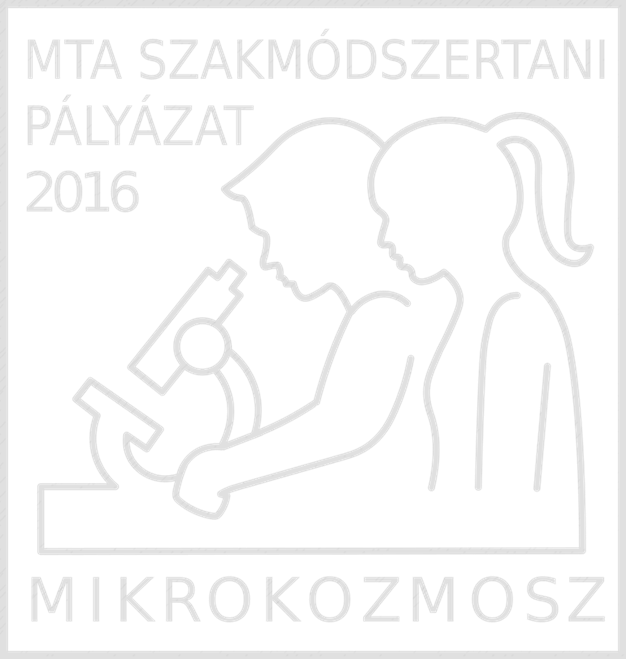 MTA SZAKMÓDSZERTANI
PÁLYÁZAT
2016
MIKROKOZMOSZ